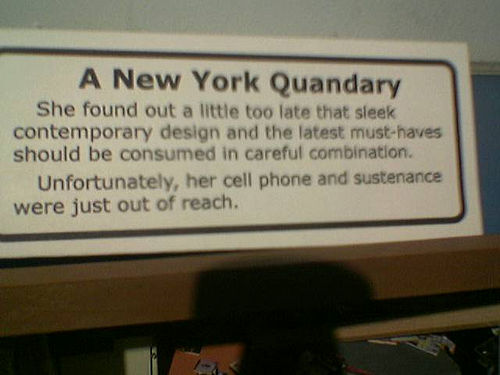 A New York Quandary
She found out a little too late that sleek
contemporary design and the latest must-haves
should be consumed in careful combination.
Unfortunately, her cell phone and sustenance
were just out of reach.